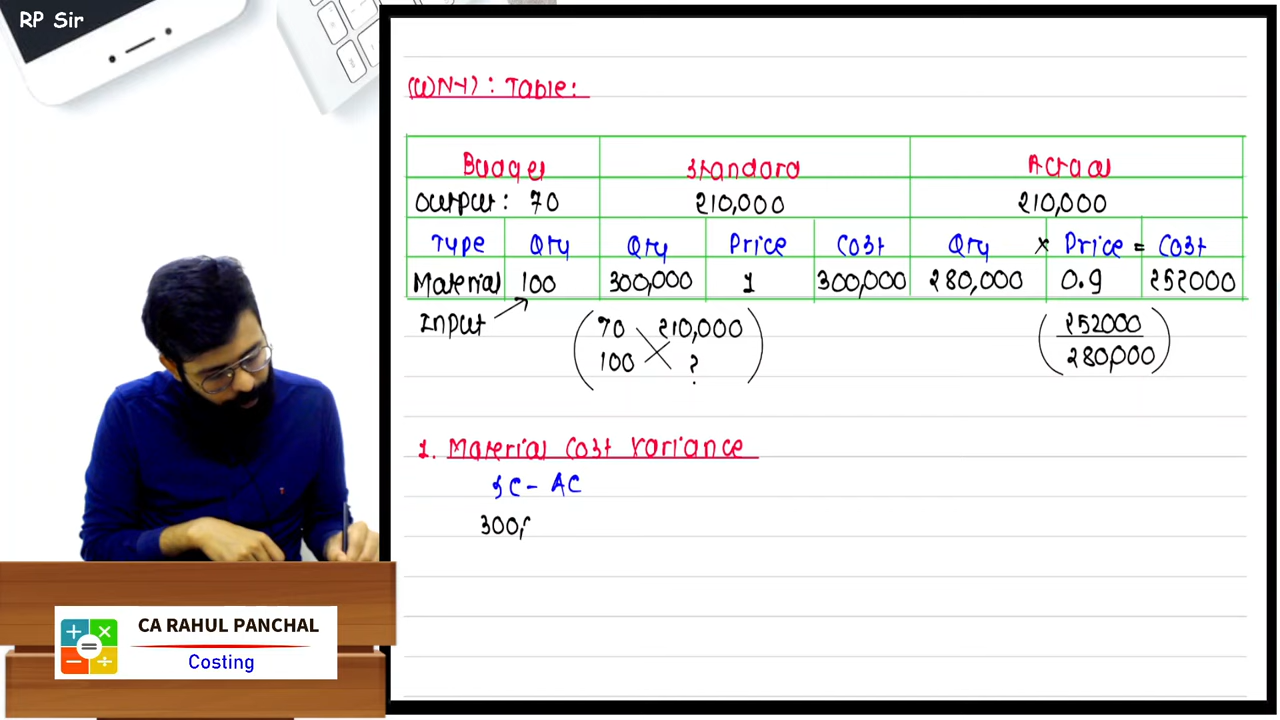 RP Sir
(WN-1) : Table:
Budget Standard Actual
Output: 70 210,000 210,000
Type Qty Qty Price Cost Qty × Price = Cost
Material 100 300,000 1 300,000 280,000 0.9 252000
Input
70 210,000
100 ?
252000
280,000
1. Material Cost Variance
SC - AC
300,
CA RAHUL PANCHAL
Costing